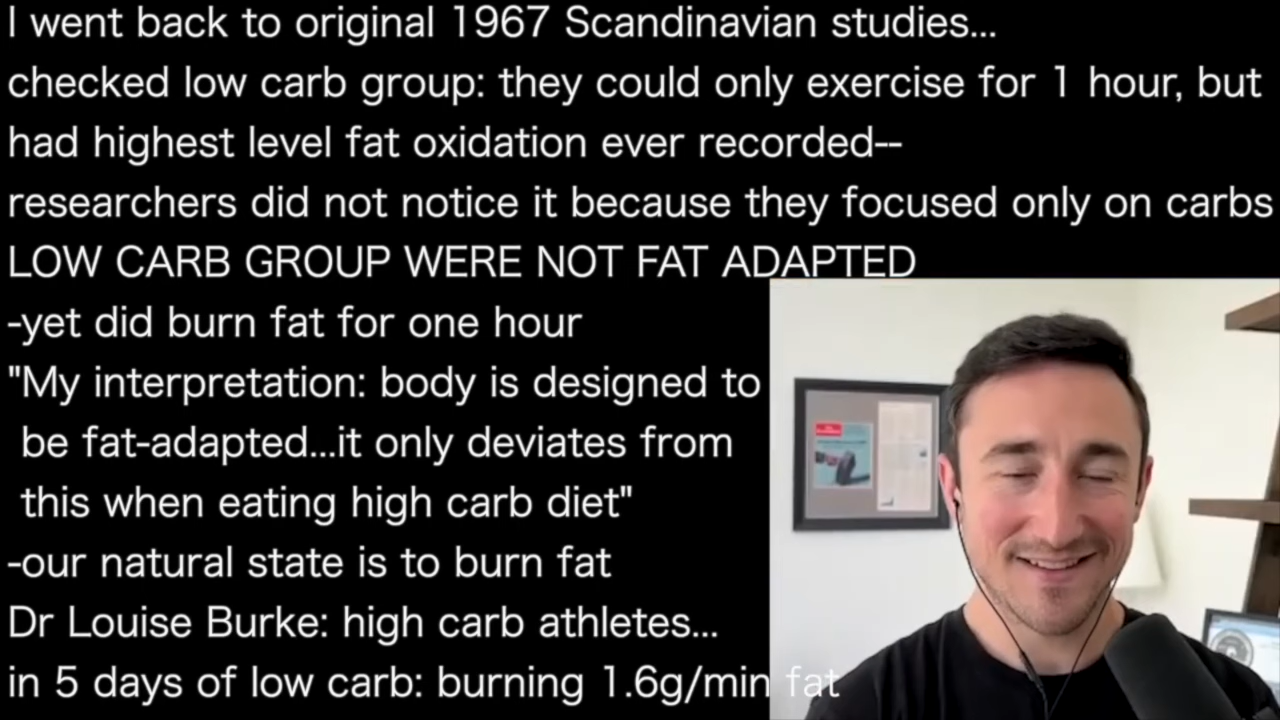 I went back to original 1967 Scandinavian studies...
checked low carb group: they could only exercise for 1 hour, but
had highest level fat oxidation ever recorded--
researchers did not notice it because they focused only on carbs
LOW CARB GROUP WERE NOT FAT ADAPTED
-yet did burn fat for one hour
"My interpretation: body is designed to
be fat-adapted...it only deviates from
this when eating high carb diet"
-our natural state is to burn fat
Dr Louise Burke: high carb athletes...
in 5 days of low carb: burning 1.6g/min fat